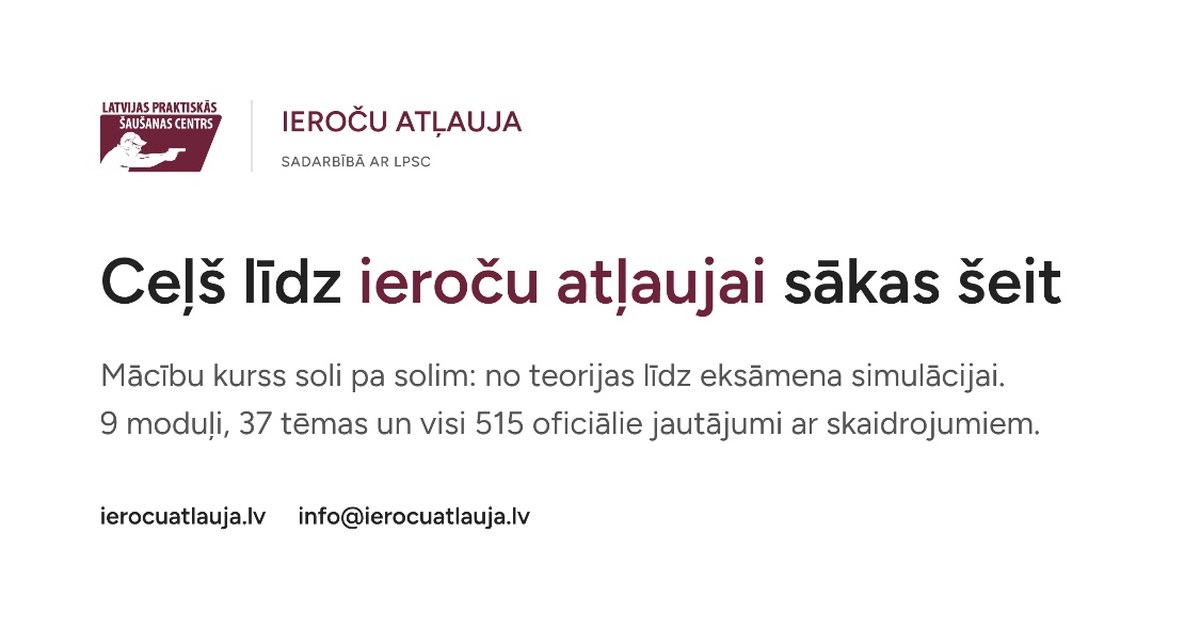 LATVIJAS PRAKTISKĀS
ŠAUŠANAS CENTRS
IEROČU ATĻAUJA
SADARBĪBĀ AR LPSC
Ceļš līdz ieroču atļaujai sākas šeit
Mācību kurss soli pa solim: no teorijas līdz eksāmena simulācijai.
9 moduļi, 37 tēmas un visi 515 oficiālie jautājumi ar skaidrojumiem.
ierocuatlauja.lv info@ierocuatlauja.lv